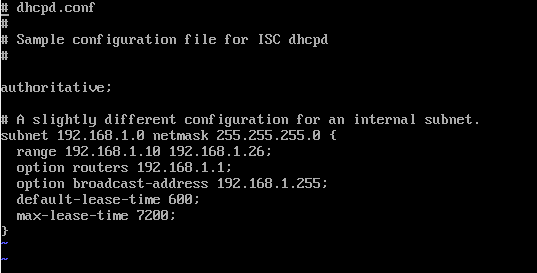 # dhcpd.conf
#
# Sample configuration file for ISC dhcpd
#
authoritative;
# A slightly different configuration for an internal subnet.
subnet 192.168.1.0 netmask 255.255.255.0 {
  range 192.168.1.10 192.168.1.26;
  option routers 192.168.1.1;
  option broadcast-address 192.168.1.255;
  default-lease-time 600;
  max-lease-time 7200;
}
~
~